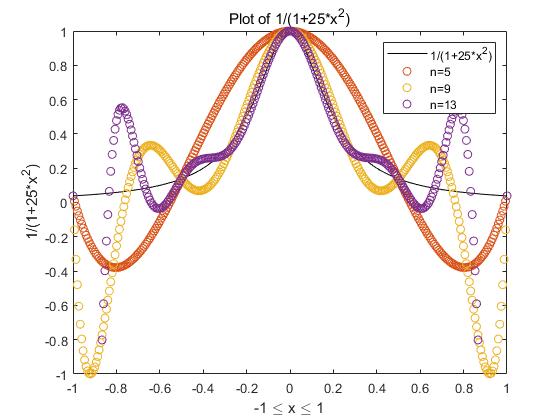 Plot of 1/(1+25*x²)
1
0.8
0.6
0.4
0.2
0
-0.2
-0.4
-0.6
-0.8
-1
1/(1+25*x²)
1/(1+25*x²)
n=5
n=9
n=13
-1 -0.8 -0.6 -0.4 -0.2 0 0.2 0.4 0.6 0.8 1
-1 ≤ x ≤ 1